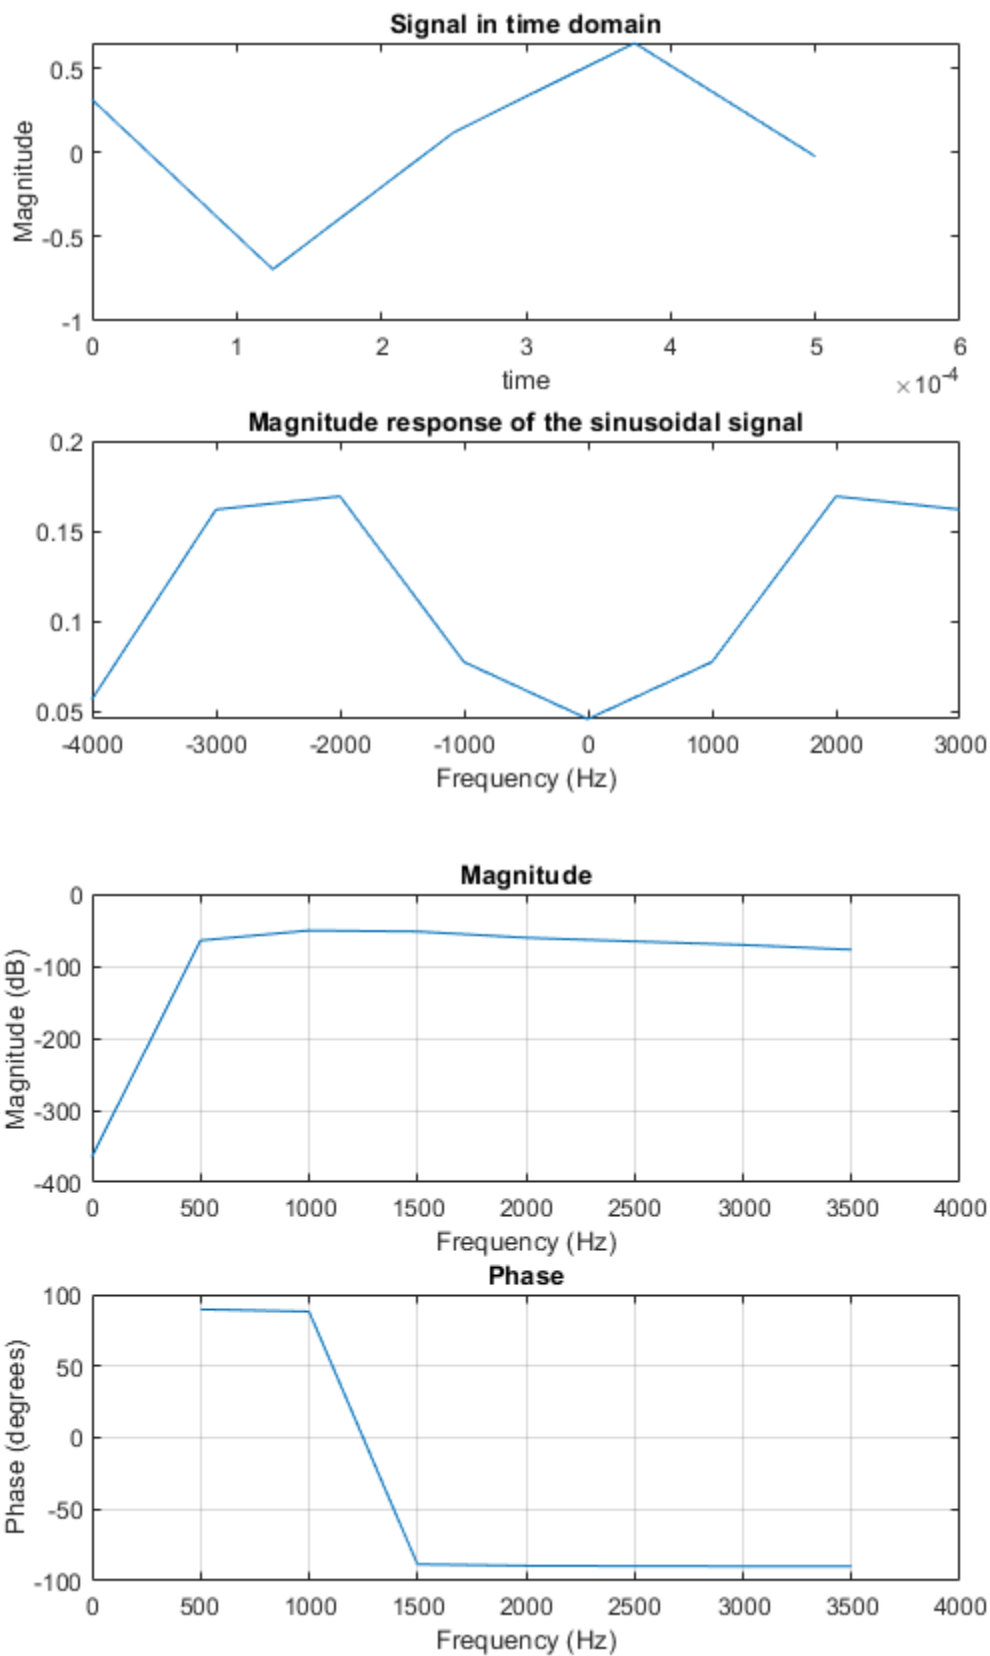 Signal in time domain
0.5
0
-0.5
-1
Magnitude
0 1 2 3 4 5 6
time
×10-4
Magnitude response of the sinusoidal signal
0.2
0.15
0.1
0.05
-4000 -3000 -2000 -1000 0 1000 2000 3000
Frequency (Hz)
Magnitude
0
-100
-200
-300
-400
Magnitude (dB)
0 500 1000 1500 2000 2500 3000 3500 4000
Frequency (Hz)
Phase
100
50
0
-50
-100
Phase (degrees)
0 500 1000 1500 2000 2500 3000 3500 4000
Frequency (Hz)